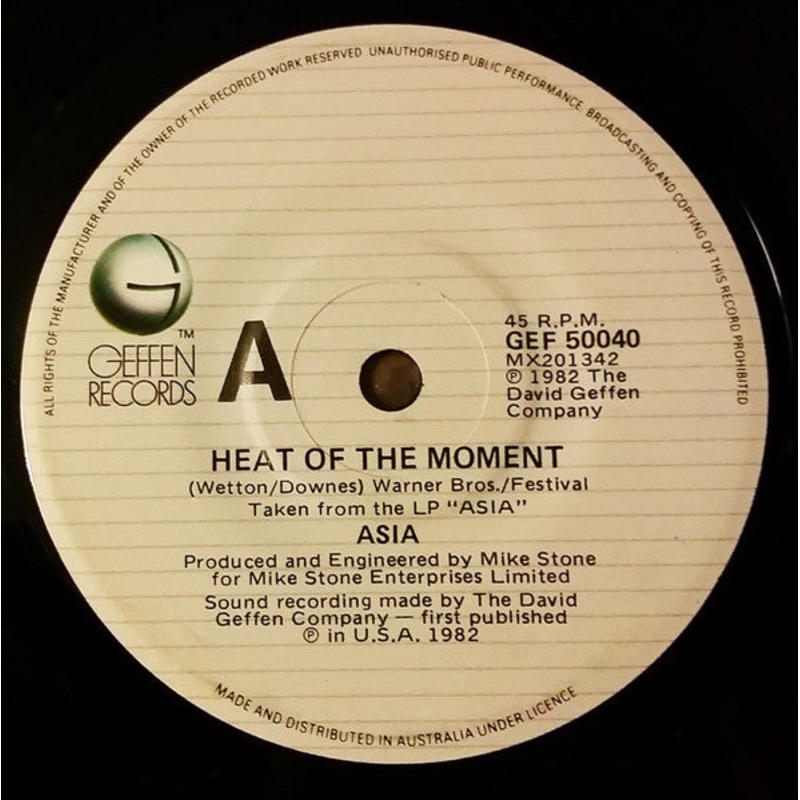 ALL RIGHTS OF THE MANUFACTURER AND OF THE OWNER OF THE RECORDED WORK RESERVED UNAUTHORISED PUBLIC PERFORMANCE BROADCASTING AND COPYING OF THIS RECORD PROHIBITED
G
TM
GEFFEN
RECORDS
A
45 R.P.M.
GEF 50040
MX201342
℗ 1982 The
David Geffen
Company
HEAT OF THE MOMENT
(Wetton/Downes) Warner Bros./Festival
Taken from the LP “ASIA”
ASIA
Produced and Engineered by Mike Stone
for Mike Stone Enterprises Limited
Sound recording made by The David
Geffen Company — first published
℗ in U.S.A. 1982
MADE AND DISTRIBUTED IN AUSTRALIA UNDER LICENCE